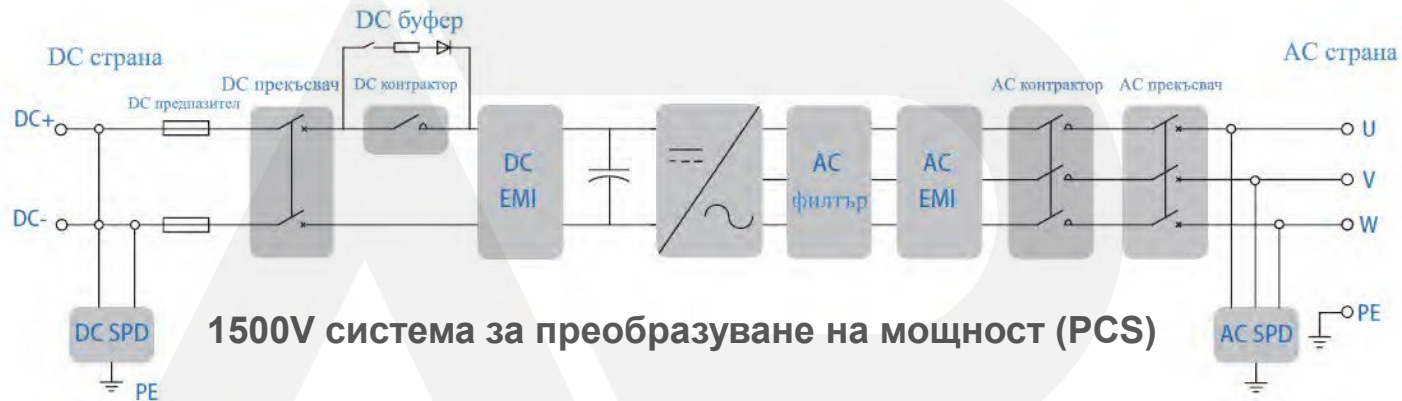 DC буфер
DC страна
AC страна
DC прекъсвач
DC контрактор
AC контрактор
AC прекъсвач
DC предпазител
DC+
U
DC
EMI
AC
филтър
AC
EMI
V
DC-
W
DC SPD
1500V система за преобразуване на мощност (PCS)
AC SPD
PE
PE